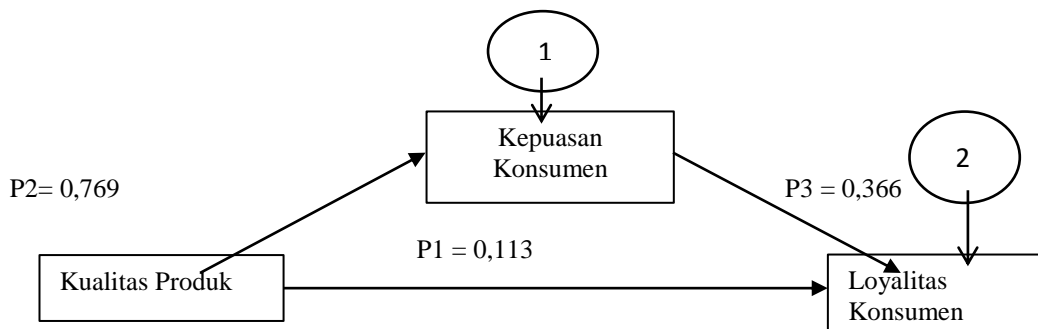 1
Kepuasan
Konsumen
2
P2= 0,769
P3 = 0,366
P1 = 0,113
Kualitas Produk
Loyalitas
Konsumen